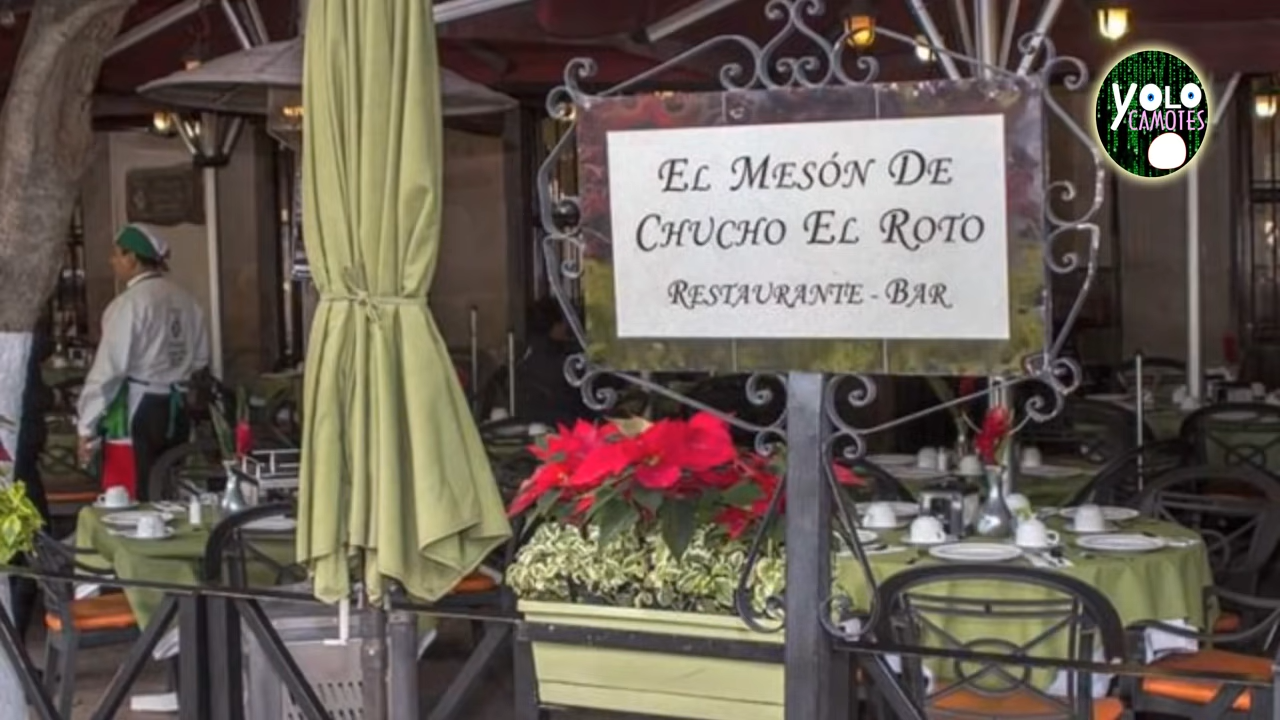 EL MESÓN DE
CHUCHO EL ROTO
RESTAURANTE - BAR
YOLO
CAMOTES